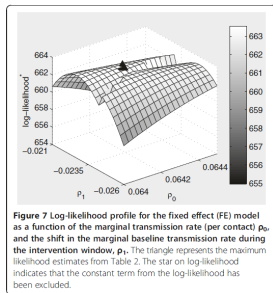 664
662
660
658
656
654
log−likelihood*
−0.021
−0.0235
−0.026
ρ1
0.064
0.0642
0.0644
ρ0
663
662
661
660
659
658
657
656
655
Figure 7 Log-likelihood profile for the fixed effect (FE) model
as a function of the marginal transmission rate (per contact) ρ0,
and the shift in the marginal baseline transmission rate during
the intervention window, ρ1. The triangle represents the maximum
likelihood estimates from Table 2. The star on log-likelihood
indicates that the constant term from the log-likelihood has
been excluded.